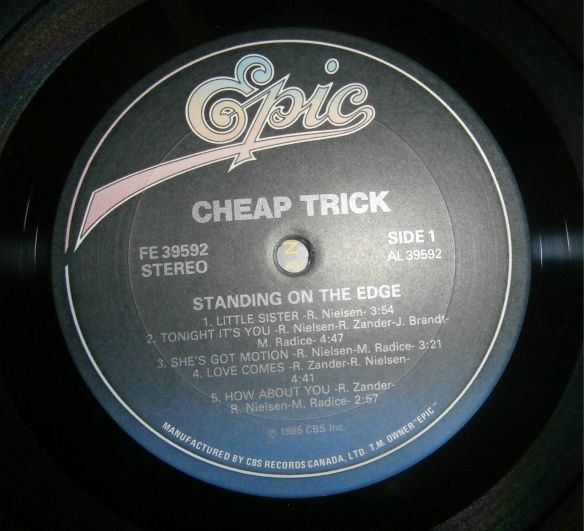 Epic
CHEAP TRICK
FE 39592
STEREO
SIDE 1
AL 39592
STANDING ON THE EDGE
1. LITTLE SISTER -R. Nielsen- 3:54
2. TONIGHT IT'S YOU -R. Nielsen-R. Zander-J. Brandt-
M. Radice- 4:47
3. SHE'S GOT MOTION -R. Nielsen-M. Radice- 3:21
4. LOVE COMES -R. Zander-R. Nielsen-
4:41
5. HOW ABOUT YOU -R. Zander-
R. Nielsen-M. Radice- 2:57
℗ 1985 CBS Inc.
MANUFACTURED BY CBS RECORDS CANADA, LTD. T.M. OWNER "EPIC"